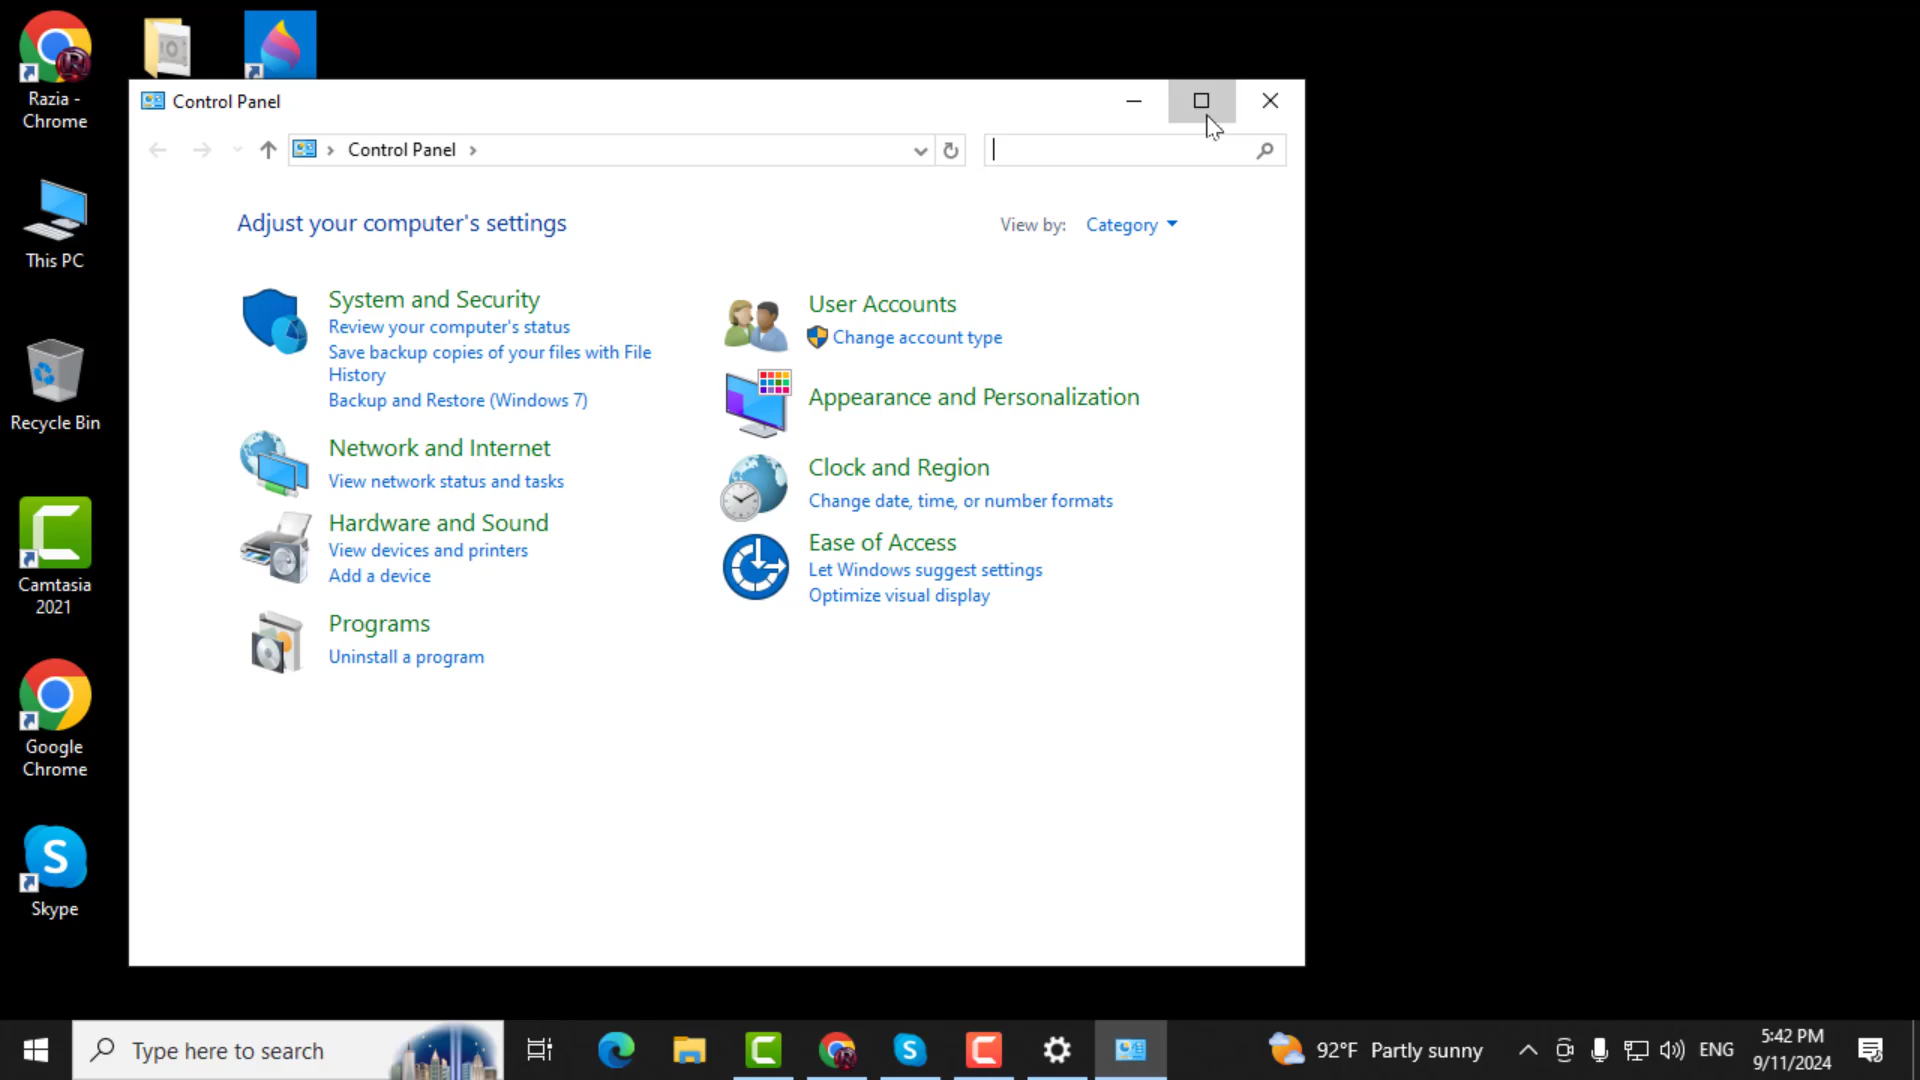 Razia -
Chrome
This PC
Recycle Bin
Camtasia
2021
Google
Chrome
Skype
Control Panel
Control Panel
Adjust your computer's settings
View by: Category
System and Security
Review your computer's status
Save backup copies of your files with File
History
Backup and Restore (Windows 7)
Network and Internet
View network status and tasks
Hardware and Sound
View devices and printers
Add a device
Programs
Uninstall a program
User Accounts
Change account type
Appearance and Personalization
Clock and Region
Change date, time, or number formats
Ease of Access
Let Windows suggest settings
Optimize visual display
Type here to search
92°F Partly sunny
ENG
5:42 PM
9/11/2024